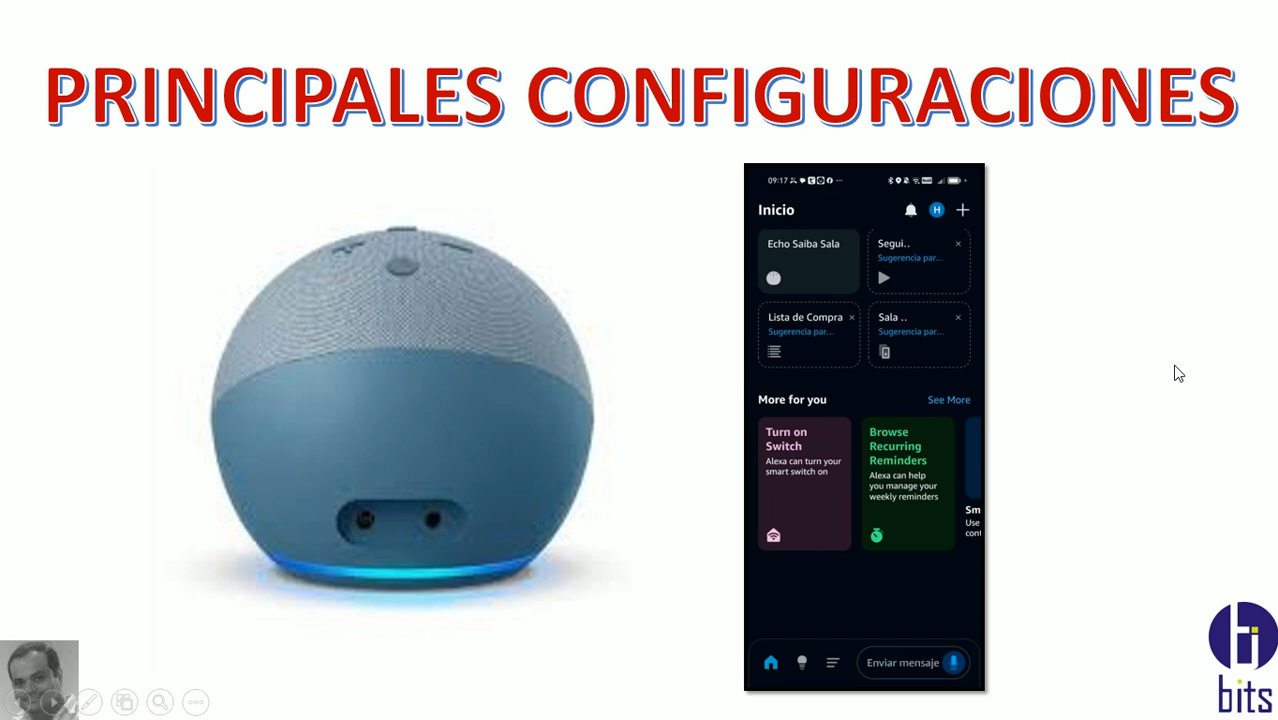 PRINCIPALES CONFIGURACIONES
09:17
Inicio
H
Echo Saiba Sala
Segui..
Sugerencia par...
Lista de Compra
Sugerencia par...
Sala ..
Sugerencia par...
More for you
See More
Turn on
Switch
Alexa can turn your
smart switch on
Browse
Recurring
Reminders
Alexa can help
you manage your
weekly reminders
Sm
Use
cont
Enviar mensaje
bits